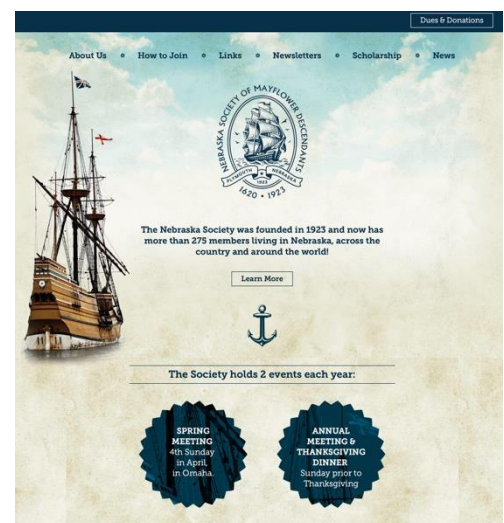 Dues & Donations
About Us
How to Join
Links
Newsletters
Scholarship
News
NEBRASKA SOCIETY OF MAYFLOWER DESCENDANTS
PLYMOUTH
NEBRASKA
1620 • 1923
The Nebraska Society was founded in 1923 and now has
more than 275 members living in Nebraska, across the
country and around the world!
Learn More
The Society holds 2 events each year:
SPRING
MEETING
4th Sunday
in April,
in Omaha.
ANNUAL
MEETING &
THANKSGIVING
DINNER
Sunday prior to
Thanksgiving